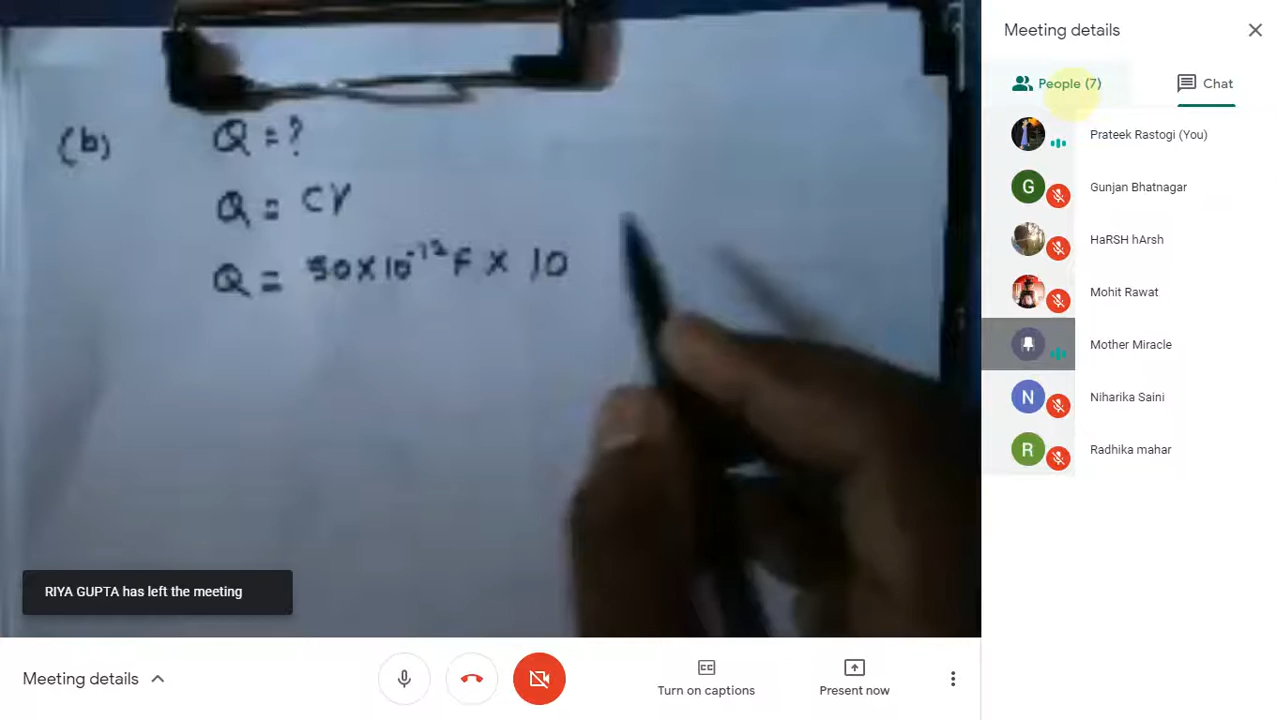 Meeting details
People (7)
Chat
(b) Q = ?
Q = CV
Q = 50 × 10⁻¹² F × 10
Prateek Rastogi (You)
G Gunjan Bhatnagar
HaRSH hArsh
Mohit Rawat
Mother Miracle
N Niharika Saini
R Radhika mahar
RIYA GUPTA has left the meeting
Meeting details
CC
Turn on captions
Present now